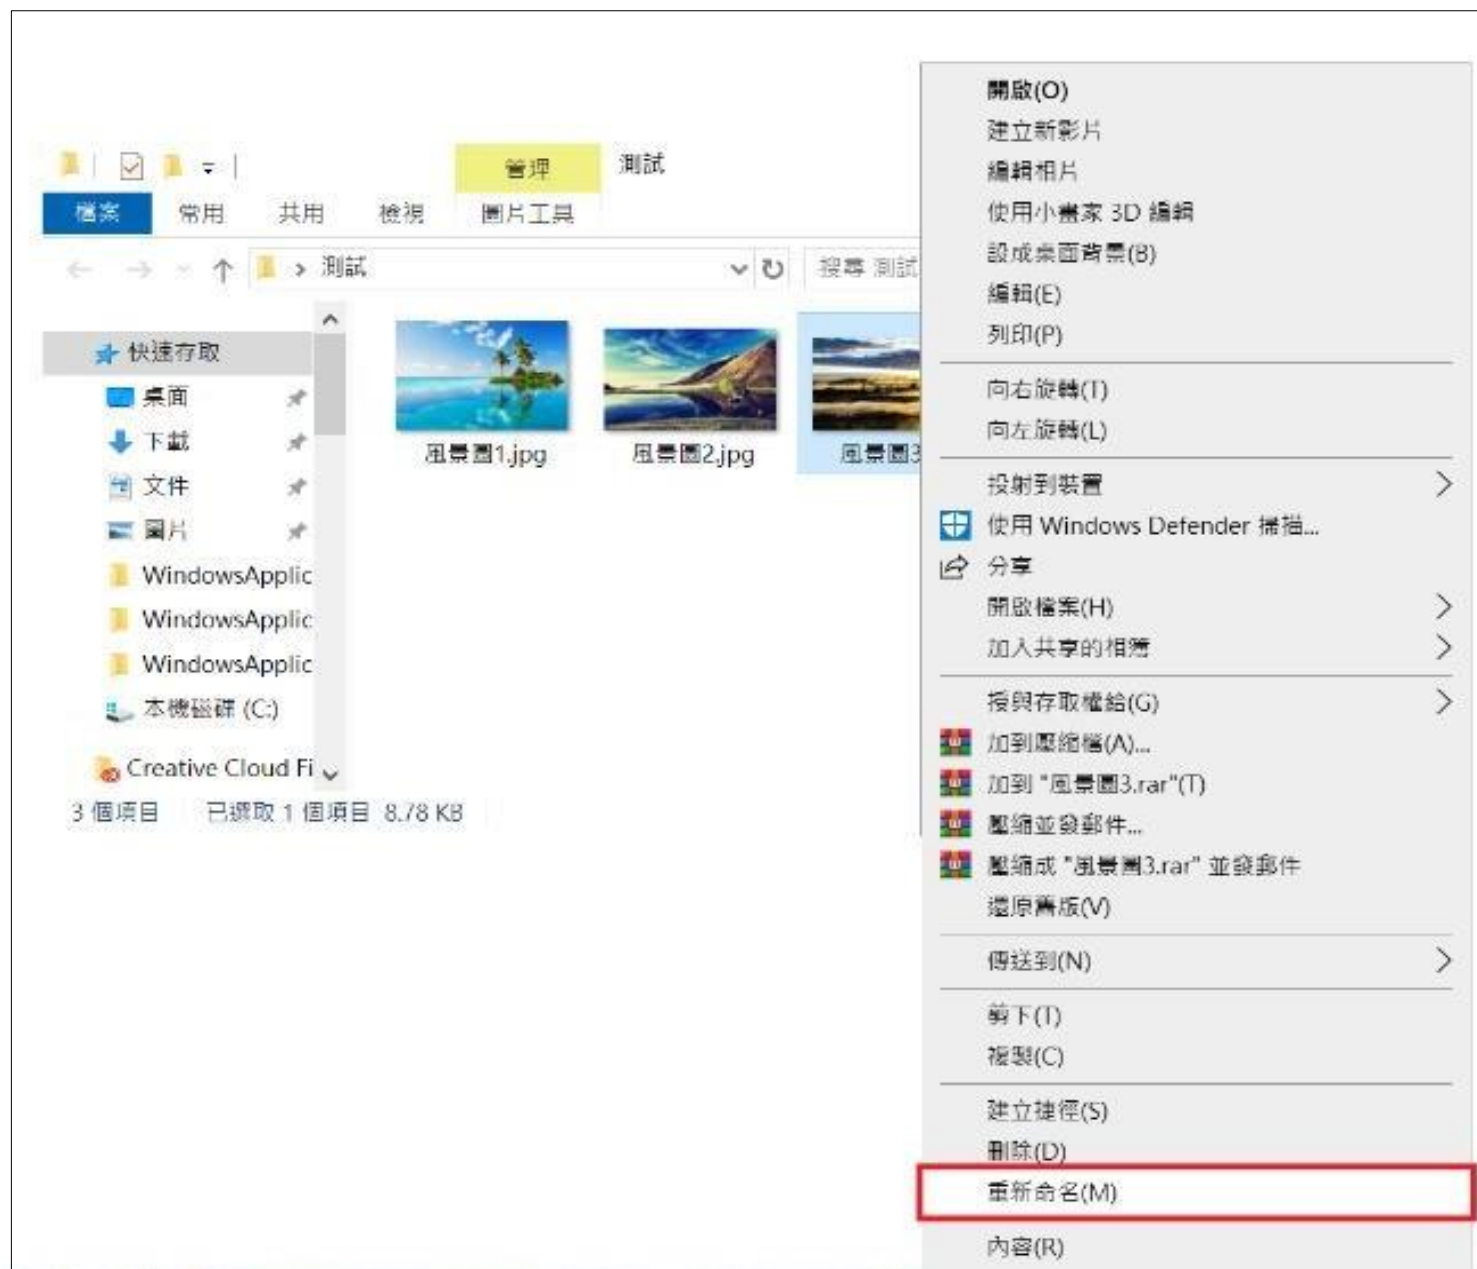 管理
測試
檔案
常用
共用
檢視
圖片工具
測試
搜尋 測試
快速存取
桌面
下載
文件
圖片
WindowsApplic
WindowsApplic
WindowsApplic
本機磁碟 (C:)
Creative Cloud Fi
風景圖1.jpg
風景圖2.jpg
風景圖3
3 個項目
已選取 1 個項目 8.78 KB
開啟(O)
建立新影片
編輯相片
使用小畫家 3D 編輯
設成桌面背景(B)
編輯(E)
列印(P)
向右旋轉(T)
向左旋轉(L)
投射到裝置
使用 Windows Defender 掃描...
分享
開啟檔案(H)
加入共享的相簿
授與存取權給(G)
加到壓縮檔(A)...
加到 "風景圖3.rar"(T)
壓縮並發郵件...
壓縮成 "風景圖3.rar" 並發郵件
還原舊版(V)
傳送到(N)
剪下(T)
複製(C)
建立捷徑(S)
刪除(D)
重新命名(M)
內容(R)